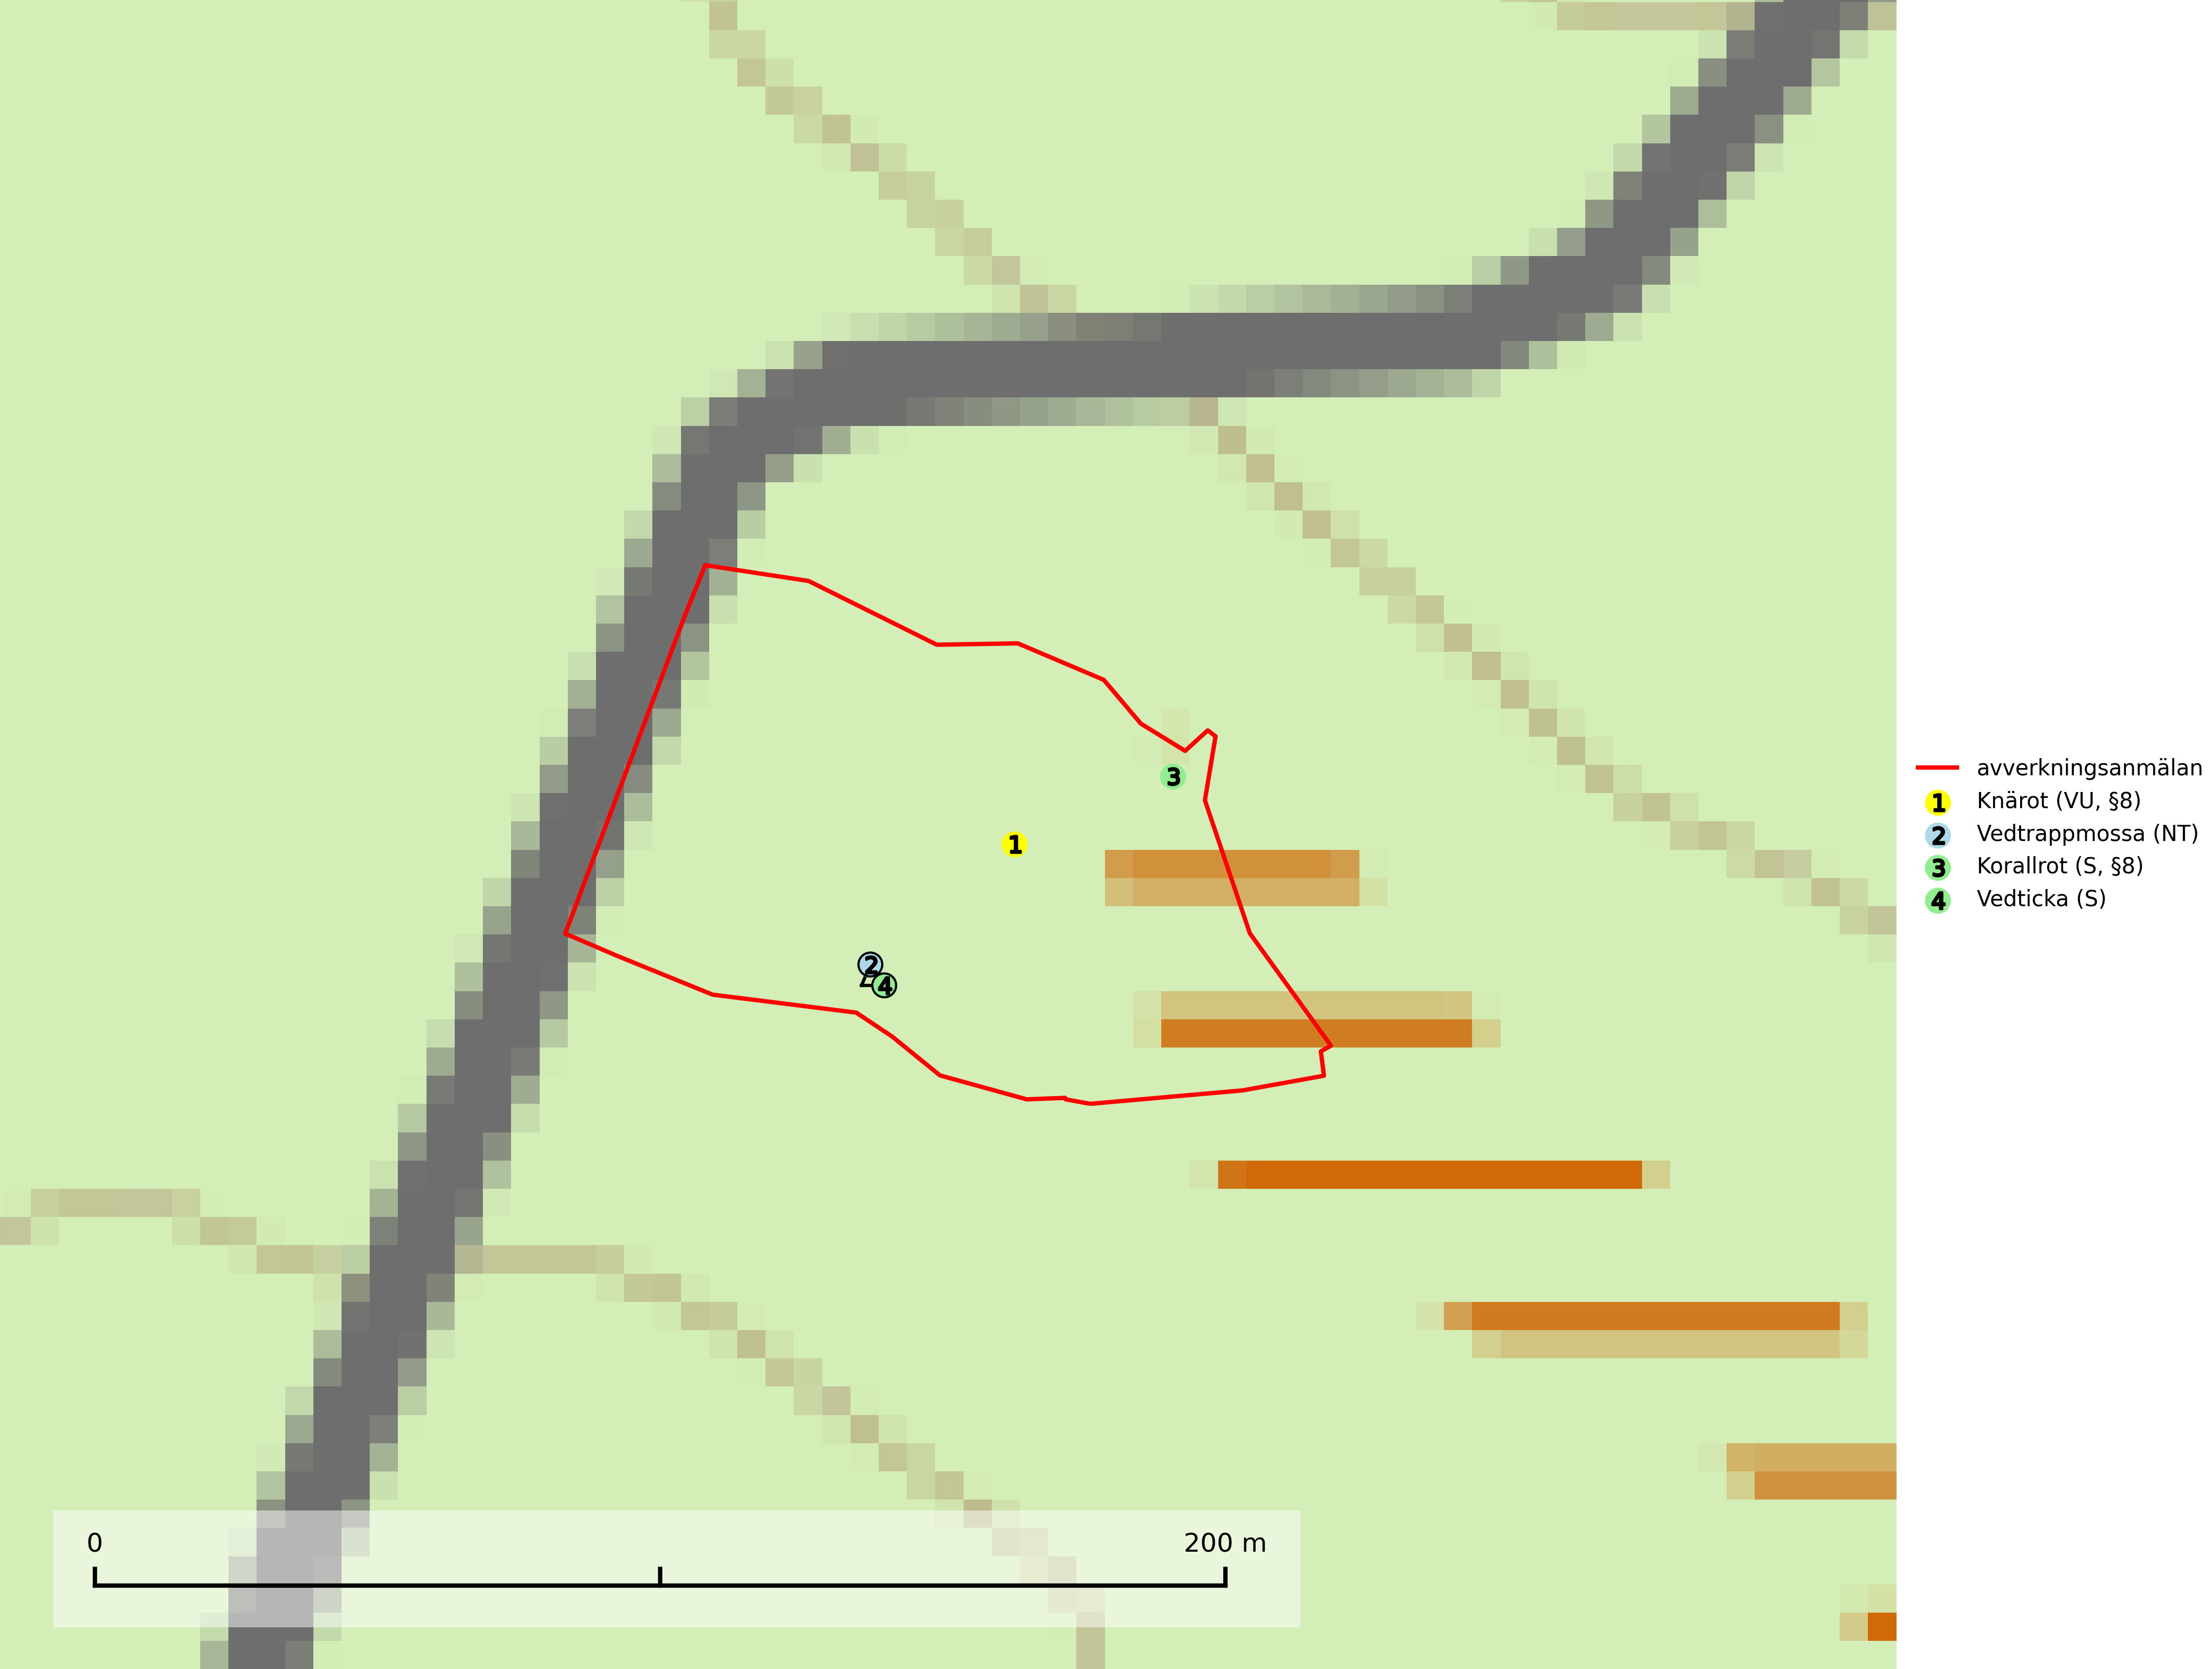 3
1
2
4
0
200 m
avverkningsanmälan
1 Knärot (VU, §8)
2 Vedtrappmossa (NT)
3 Korallrot (S, §8)
4 Vedticka (S)